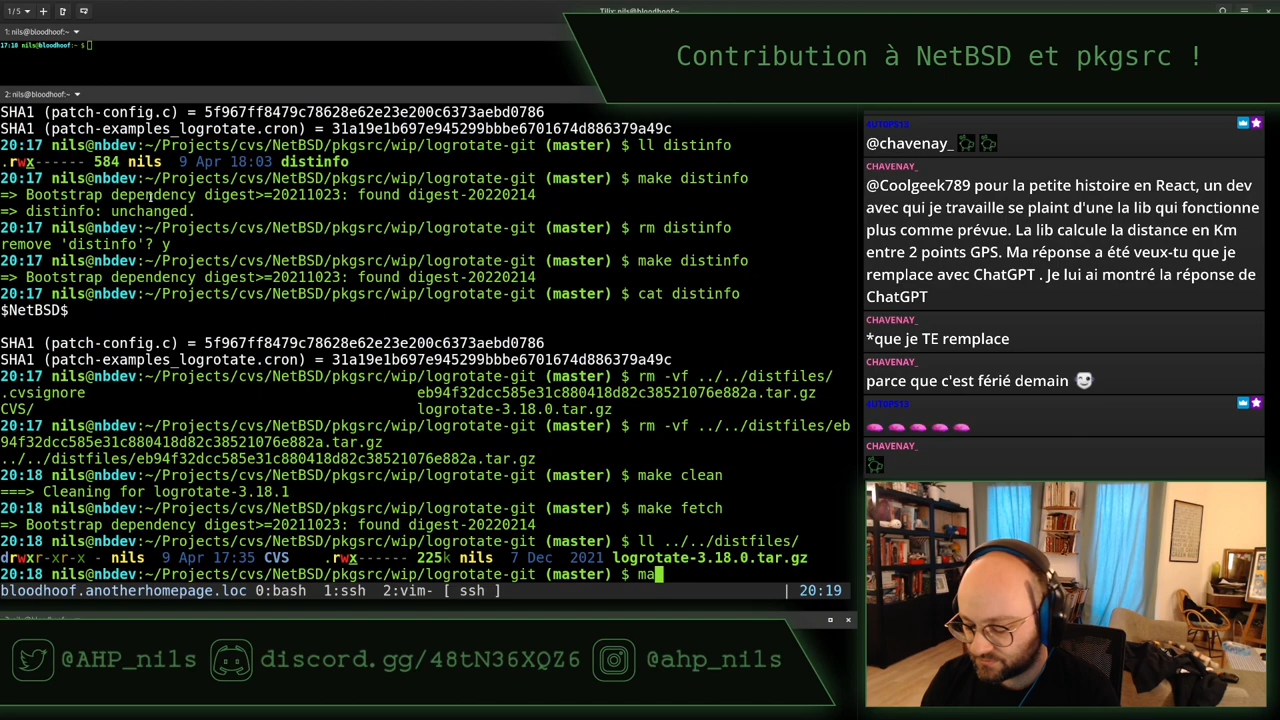 1/5
Tilix: nils@bloodhoof:~
1: nils@bloodhoof:~
17:18 nils@bloodhoof:~ $
Contribution à NetBSD et pkgsrc !
2: nils@bloodhoof:~
SHA1 (patch-config.c) = 5f967ff8479c78628e62e23e200c6373aebd0786
SHA1 (patch-examples_logrotate.cron) = 31a19e1b697e945299bbbe6701674d886379a49c
20:17 nils@nbdev:~/Projects/cvs/NetBSD/pkgsrc/wip/logrotate-git (master) $ ll distinfo
.rwx------ 584 nils  9 Apr 18:03 distinfo
20:17 nils@nbdev:~/Projects/cvs/NetBSD/pkgsrc/wip/logrotate-git (master) $ make distinfo
=> Bootstrap dependency digest>=20211023: found digest-20220214
=> distinfo: unchanged.
20:17 nils@nbdev:~/Projects/cvs/NetBSD/pkgsrc/wip/logrotate-git (master) $ rm distinfo
remove 'distinfo'? y
20:17 nils@nbdev:~/Projects/cvs/NetBSD/pkgsrc/wip/logrotate-git (master) $ make distinfo
=> Bootstrap dependency digest>=20211023: found digest-20220214
20:17 nils@nbdev:~/Projects/cvs/NetBSD/pkgsrc/wip/logrotate-git (master) $ cat distinfo
$NetBSD$
SHA1 (patch-config.c) = 5f967ff8479c78628e62e23e200c6373aebd0786
SHA1 (patch-examples_logrotate.cron) = 31a19e1b697e945299bbbe6701674d886379a49c
20:17 nils@nbdev:~/Projects/cvs/NetBSD/pkgsrc/wip/logrotate-git (master) $ rm -vf ../../distfiles/
.cvsignore eb94f32dcc585e31c880418d82c38521076e882a.tar.gz
CVS/ logrotate-3.18.0.tar.gz
20:17 nils@nbdev:~/Projects/cvs/NetBSD/pkgsrc/wip/logrotate-git (master) $ rm -vf ../../distfiles/eb
94f32dcc585e31c880418d82c38521076e882a.tar.gz
../../distfiles/eb94f32dcc585e31c880418d82c38521076e882a.tar.gz
20:18 nils@nbdev:~/Projects/cvs/NetBSD/pkgsrc/wip/logrotate-git (master) $ make clean
===> Cleaning for logrotate-3.18.1
20:18 nils@nbdev:~/Projects/cvs/NetBSD/pkgsrc/wip/logrotate-git (master) $ make fetch
=> Bootstrap dependency digest>=20211023: found digest-20220214
20:18 nils@nbdev:~/Projects/cvs/NetBSD/pkgsrc/wip/logrotate-git (master) $ ll ../../distfiles/
drwxr-xr-x - nils  9 Apr 17:35 CVS .rwx------ 225k nils  7 Dec  2021 logrotate-3.18.0.tar.gz
20:18 nils@nbdev:~/Projects/cvs/NetBSD/pkgsrc/wip/logrotate-git (master) $ ma
bloodhoof.anotherhomepage.loc 0:bash 1:ssh 2:vim- [ ssh ] | 20:19
4UT0PS13
@chavenay_
CHAVENAY_
@Coolgeek789 pour la petite histoire en React, un dev
avec qui je travaille se plaint d'une la lib qui fonctionne
plus comme prévue. La lib calcule la distance en Km
entre 2 points GPS. Ma réponse a été veux-tu que je
remplace avec ChatGPT . Je lui ai montré la réponse de
ChatGPT
CHAVENAY_
*que je TE remplace
CHAVENAY_
parce que c'est férié demain
4UT0PS13
CHAVENAY_
@AHP_nils discord.gg/48tN36XQZ6 @ahp_nils